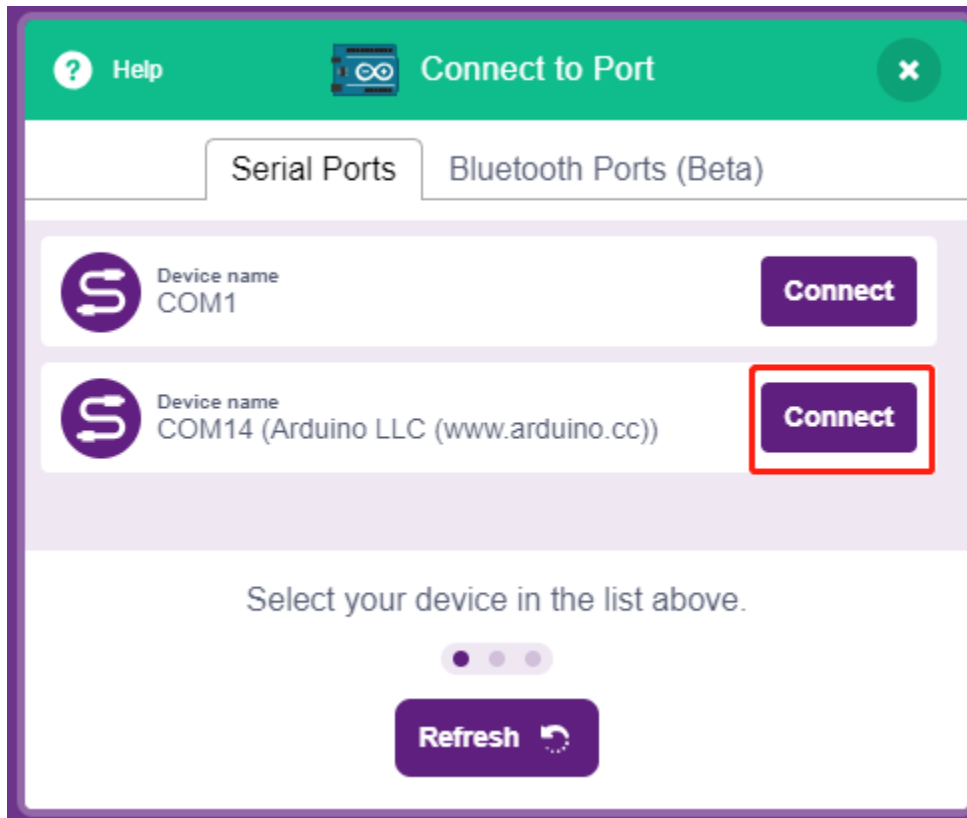 Help
Connect to Port
Serial Ports
Bluetooth Ports (Beta)
Device name
COM1
Connect
Device name
COM14 (Arduino LLC (www.arduino.cc))
Connect
Select your device in the list above.
Refresh